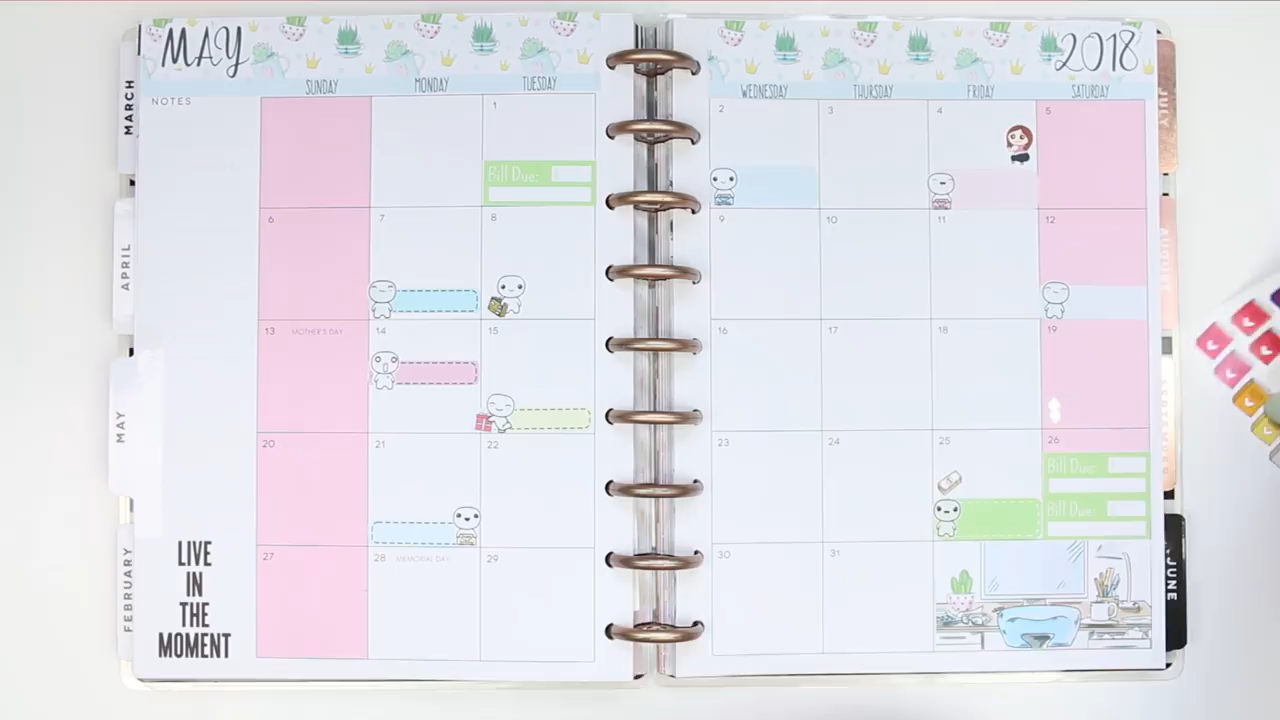 MAY
2018
SUNDAY MONDAY TUESDAY WEDNESDAY THURSDAY FRIDAY SATURDAY
NOTES
1 2 3 4 5
Bill Due:
6 7 8 9 10 11 12
13 MOTHER'S DAY 14 15 16 17 18 19
$
20 21 22 23 24 25 26
Bill Due:
Bill Due:
27 28 MEMORIAL DAY 29 30 31
LIVE
IN
THE
MOMENT
MARCH
APRIL
MAY
FEBRUARY
JULY
AUGUST
SEPTEMBER
JUNE